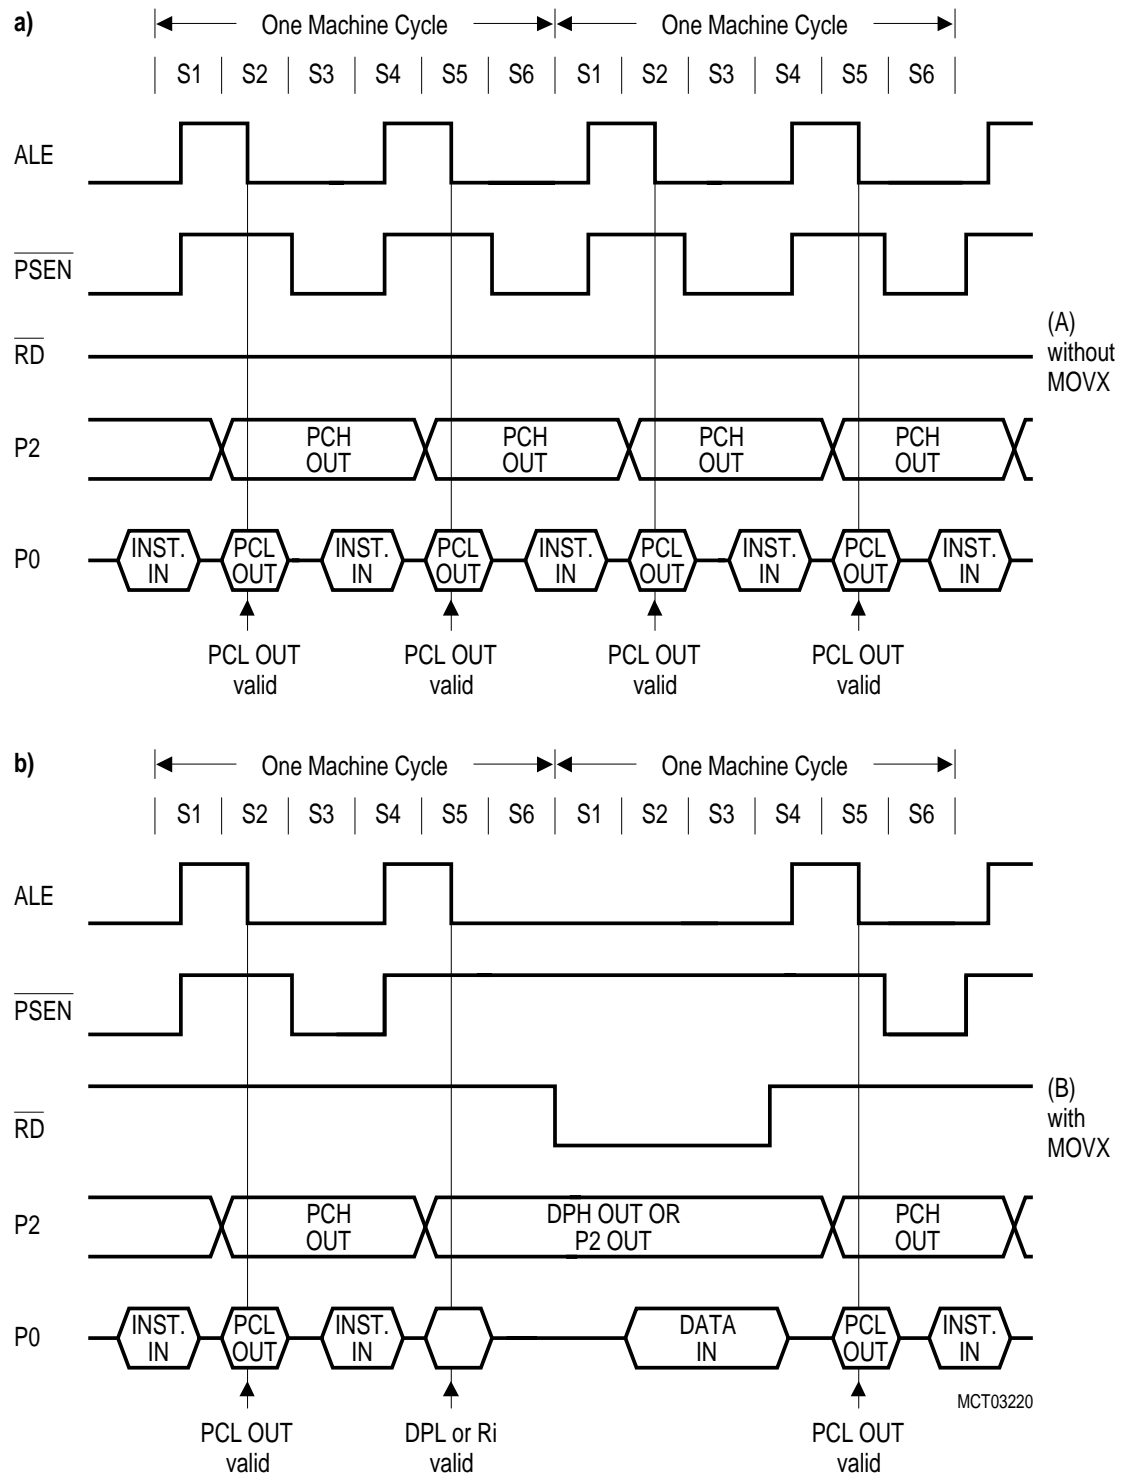 a)
One Machine Cycle One Machine Cycle
S1 S2 S3 S4 S5 S6 S1 S2 S3 S4 S5 S6
ALE
PSEN
RD
(A)
without
MOVX
P2
PCH PCH PCH PCH
OUT OUT OUT OUT
P0
INST. PCL INST. PCL INST. PCL INST. PCL INST.
IN OUT IN OUT IN OUT IN OUT IN
PCL OUT PCL OUT PCL OUT PCL OUT
valid valid valid valid
b)
One Machine Cycle One Machine Cycle
S1 S2 S3 S4 S5 S6 S1 S2 S3 S4 S5 S6
ALE
PSEN
RD
(B)
with
MOVX
P2
PCH DPH OUT OR PCH
OUT P2 OUT OUT
P0
INST. PCL INST. DATA PCL INST.
IN OUT IN IN OUT IN
MCT03220
PCL OUT DPL or Ri PCL OUT
valid valid valid